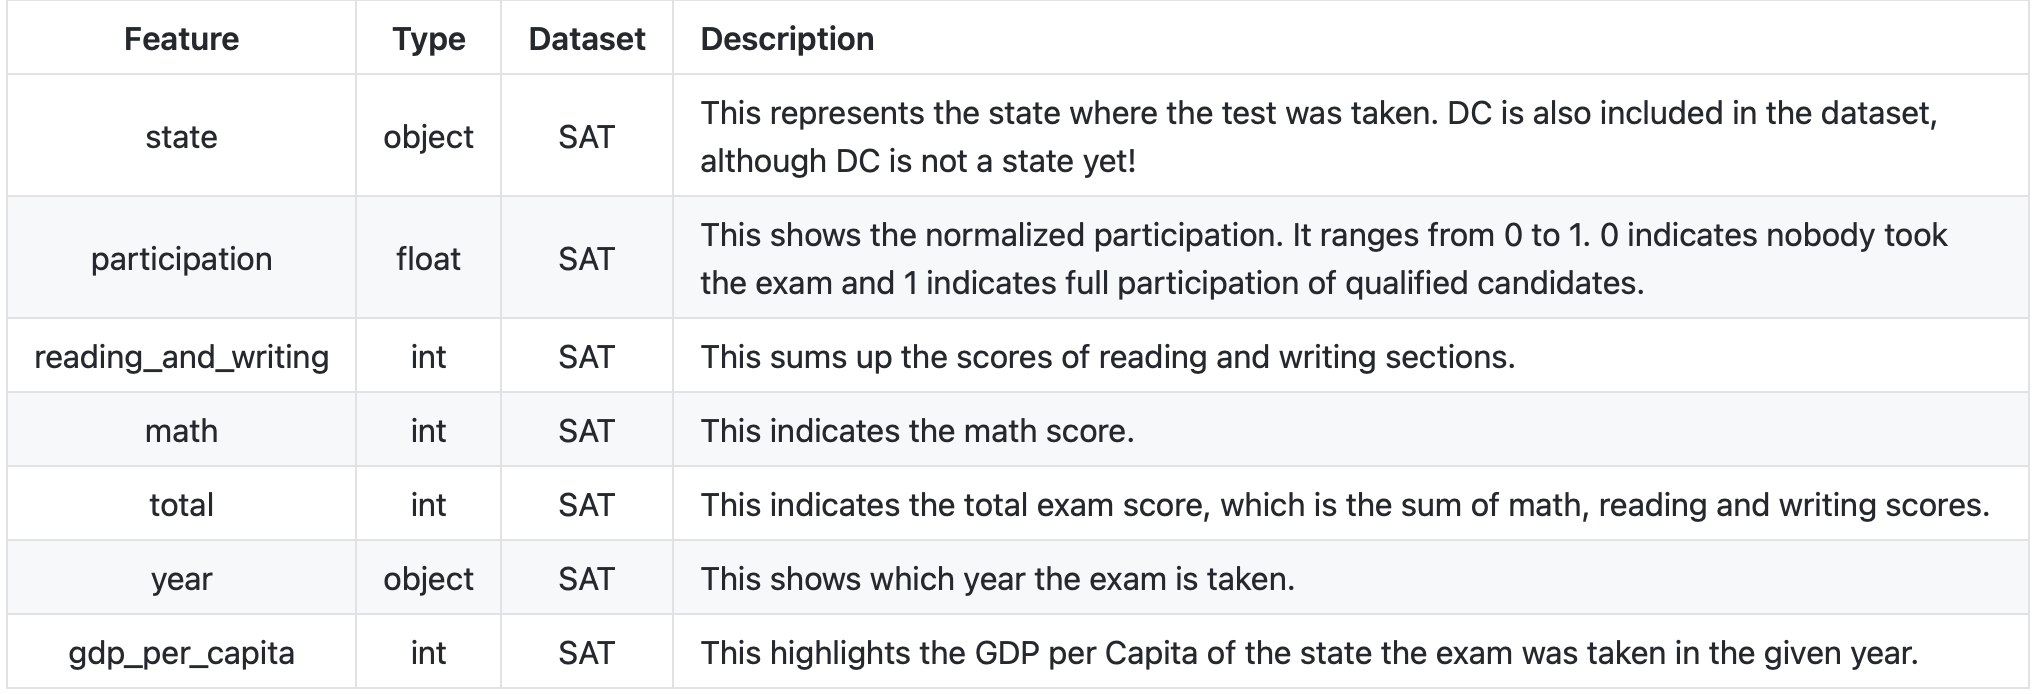 Feature Type Dataset Description
state object SAT This represents the state where the test was taken. DC is also included in the dataset,
although DC is not a state yet!
participation float SAT This shows the normalized participation. It ranges from 0 to 1. 0 indicates nobody took
the exam and 1 indicates full participation of qualified candidates.
reading_and_writing int SAT This sums up the scores of reading and writing sections.
math int SAT This indicates the math score.
total int SAT This indicates the total exam score, which is the sum of math, reading and writing scores.
year object SAT This shows which year the exam is taken.
gdp_per_capita int SAT This highlights the GDP per Capita of the state the exam was taken in the given year.